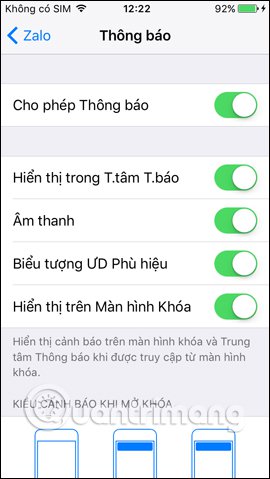 Không có SIM 12:22 92%
Zalo Thông báo
Cho phép Thông báo
Hiển thị trong T.tâm T.báo
Âm thanh
Biểu tượng ƯD Phù hiệu
Hiển thị trên Màn hình Khóa
Hiển thị cảnh báo trên màn hình khóa và Trung
tâm Thông báo khi được truy cập từ màn hình
khóa.
KIỂU CẢNH BÁO KHI MỞ KHÓA
Quantrimang